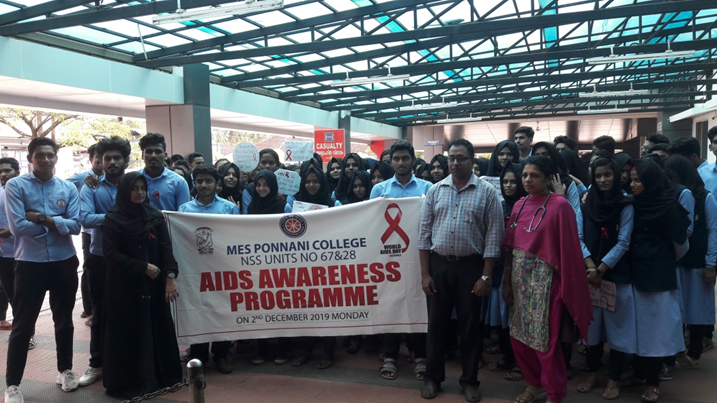 CASUALTY
MES PONNANI COLLEGE
NSS UNITS NO 67&28
AIDS AWARENESS
PROGRAMME
ON 2ND DECEMBER 2019 MONDAY
WORLD
AIDS DAY